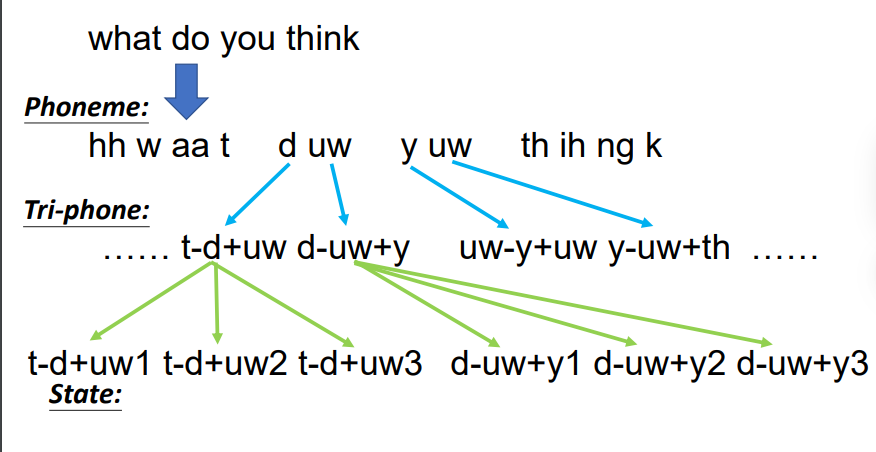 what do you think
Phoneme:
hh w aa t d uw y uw th ih ng k
Tri-phone:
…… t-d+uw d-uw+y uw-y+uw y-uw+th ……
t-d+uw1 t-d+uw2 t-d+uw3 d-uw+y1 d-uw+y2 d-uw+y3
State: